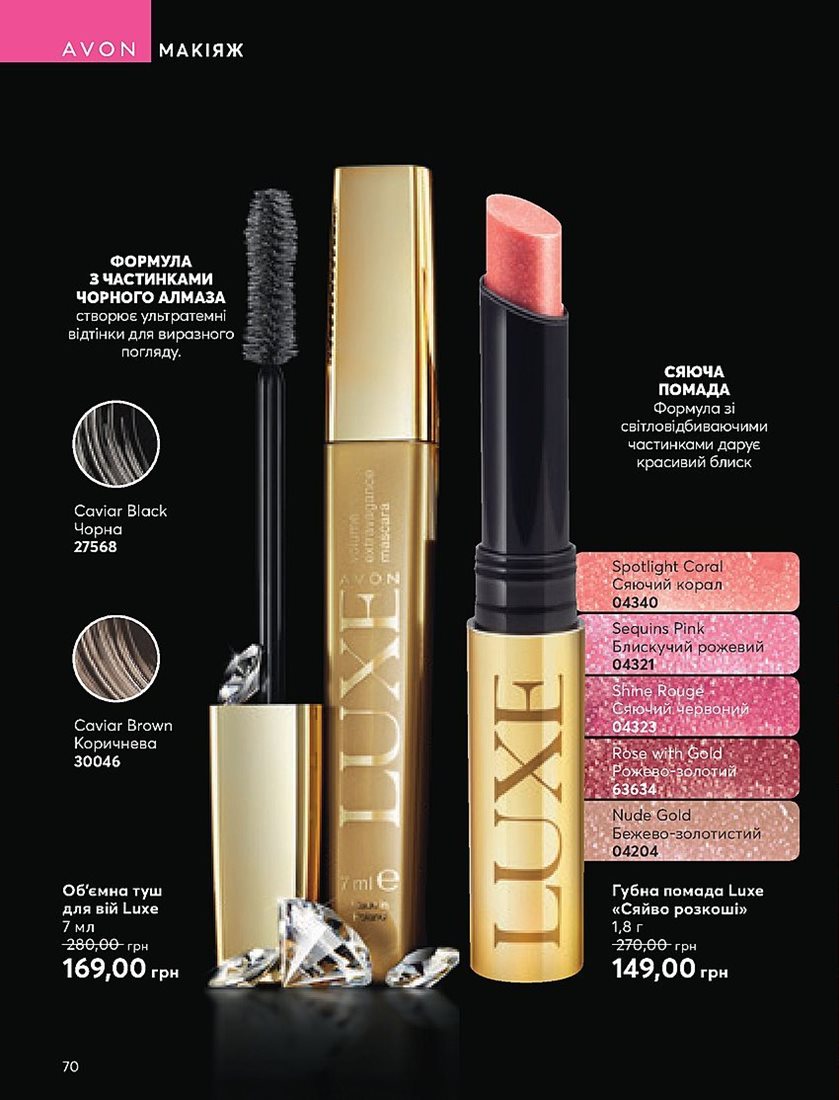 AVON МАКІЯЖ
ФОРМУЛА
З ЧАСТИНКАМИ
ЧОРНОГО АЛМАЗА
створює ультратемні
відтінки для виразного
погляду.
Caviar Black
Чорна
27568
Caviar Brown
Коричнева
30046
Об'ємна туш
для вій Luxe
7 мл
280,00 грн
169,00 грн
volume
extravagance
mascara
AVON
LUXE
7 ml e
Made in
Poland
LUXE
СЯЮЧА
ПОМАДА
Формула зі
світловідбиваючими
частинками дарує
красивий блиск
Spotlight Coral
Сяючий корал
04340
Sequins Pink
Блискучий рожевий
04321
Shine Rouge
Сяючий червоний
04323
Rose with Gold
Рожево-золотий
63634
Nude Gold
Бежево-золотистий
04204
Губна помада Luxe
«Сяйво розкоші»
1,8 г
270,00 грн
149,00 грн
70